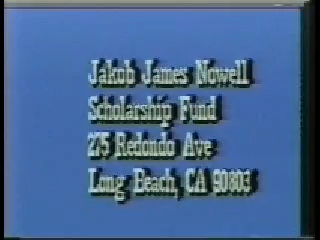 Jakob James Nowell
Scholarship Fund
275 Redondo Ave
Long Beach, CA 90803